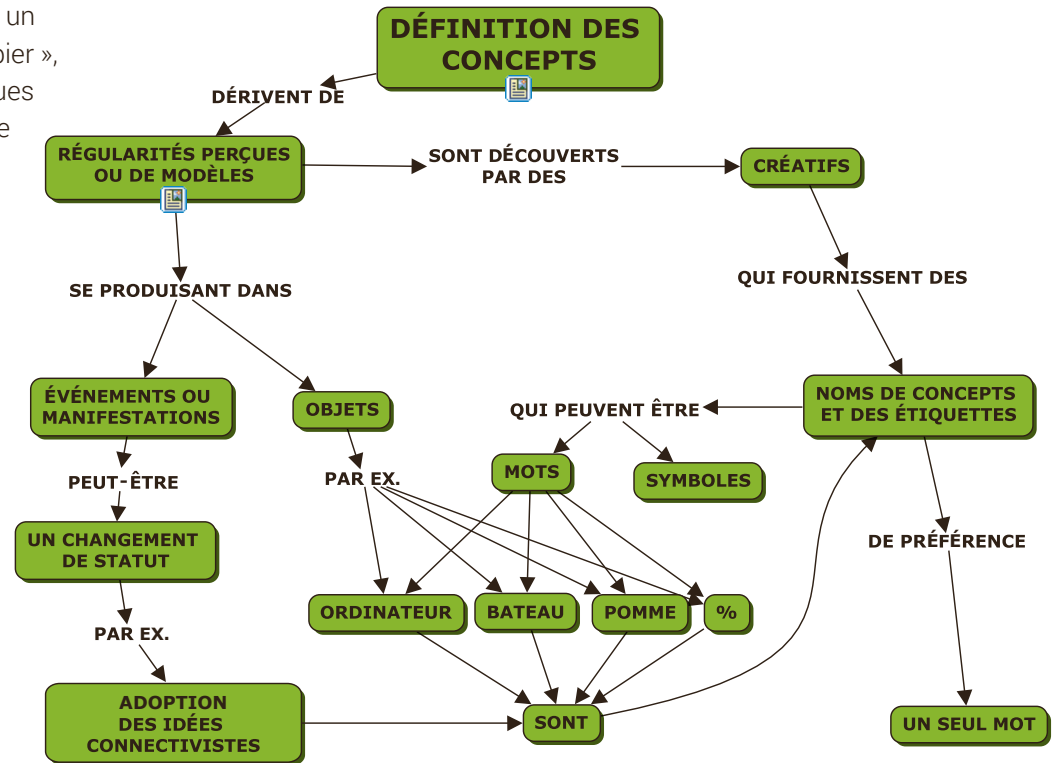 un
pier »,
ues
e
DÉFINITION DES
CONCEPTS
DÉRIVENT DE
RÉGULARITÉS PERÇUES
OU DE MODÈLES
SONT DÉCOUVERTS
PAR DES
CRÉATIFS
SE PRODUISANT DANS
QUI FOURNISSENT DES
ÉVÉNEMENTS OU
MANIFESTATIONS
OBJETS
QUI PEUVENT ÊTRE
NOMS DE CONCEPTS
ET DES ÉTIQUETTES
PEUT-ÊTRE
PAR EX.
MOTS
SYMBOLES
UN CHANGEMENT
DE STATUT
DE PRÉFÉRENCE
ORDINATEUR
BATEAU
POMME
%
PAR EX.
ADOPTION
DES IDÉES
CONNECTIVISTES
SONT
UN SEUL MOT